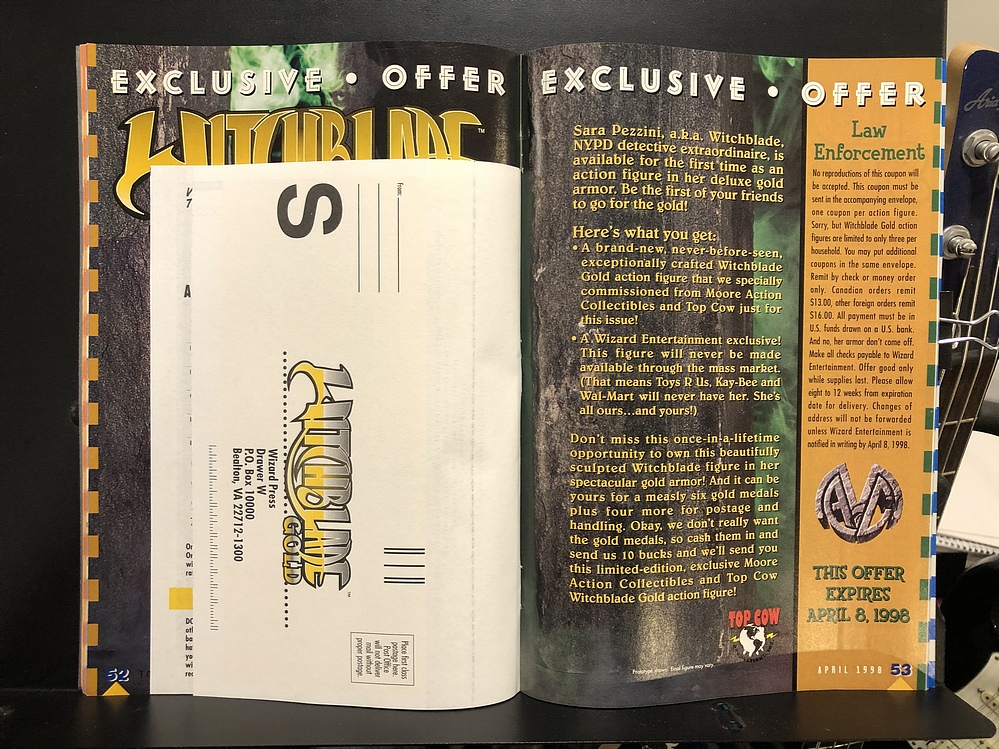 EXCLUSIVE • OFFER
WITCHBLADE™
A
S
From:
WITCHBLADE
GOLD
™
Wizard Press
Drawer W
P.O. Box 10000
Bealton, VA 22712-1300
Place first class
postage here.
Post Office
will not deliver
mail without
proper postage.
52
EXCLUSIVE • OFFER
Sara Pezzini, a.k.a. Witchblade,
NYPD detective extraordinaire, is
available for the first time as an
action figure in her deluxe gold
armor. Be the first of your friends
to go for the gold!
Here's what you get:
• A brand-new, never-before-seen,
exceptionally crafted Witchblade
Gold action figure that we specially
commissioned from Moore Action
Collectibles and Top Cow just for
this issue!
• A Wizard Entertainment exclusive!
This figure will never be made
available through the mass market.
(That means Toys R Us, Kay-Bee and
Wal-Mart will never have her. She's
all ours...and yours!)
Don't miss this once-in-a-lifetime
opportunity to own this beautifully
sculpted Witchblade figure in her
spectacular gold armor! And it can be
yours for a measly six gold medals
plus four more for postage and
handling. Okay, we don't really want
the gold medals, so cash them in and
send us 10 bucks and we'll send you
this limited-edition, exclusive Moore
Action Collectibles and Top Cow
Witchblade Gold action figure!
TOP COW
Prototype shown. Final figure may vary.
Law
Enforcement
No reproductions of this coupon will
be accepted. This coupon must be
sent in the accompanying envelope,
one coupon per action figure.
Sorry, but Witchblade Gold action
figures are limited to only three per
household. You may put additional
coupons in the same envelope.
Remit by check or money order
only. Canadian orders remit
$13.00, other foreign orders remit
$16.00. All payment must be in
U.S. funds drawn on a U.S. bank.
And no, her armor don't come off.
Make all checks payable to Wizard
Entertainment. Offer good only
while supplies last. Please allow
eight to 12 weeks from expiration
date for delivery. Changes of
address will not be forwarded
unless Wizard Entertainment is
notified in writing by April 8, 1998.
THIS OFFER
EXPIRES
APRIL 8, 1998
APRIL 1998 53